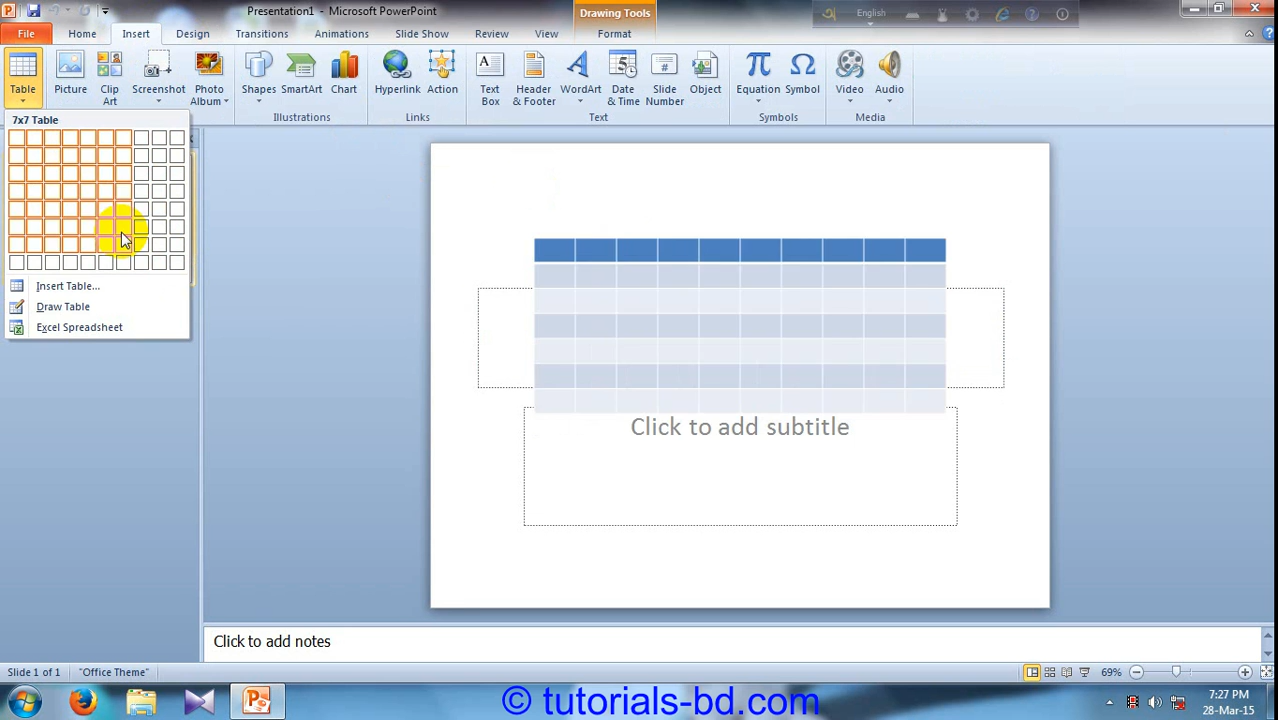 Presentation1 - Microsoft PowerPoint
Drawing Tools
English
File Home Insert Design Transitions Animations Slide Show Review View Format
Table
Picture
Clip Art
Screenshot
Photo Album
Shapes
SmartArt
Chart
Hyperlink
Action
Text Box
Header & Footer
WordArt
Date & Time
Slide Number
Object
Equation
Symbol
Video
Audio
Illustrations
Links
Text
Symbols
Media
7x7 Table
Insert Table...
Draw Table
Excel Spreadsheet
Click to add subtitle
Click to add notes
Slide 1 of 1
"Office Theme"
69%
© tutorials-bd.com
7:27 PM
28-Mar-15